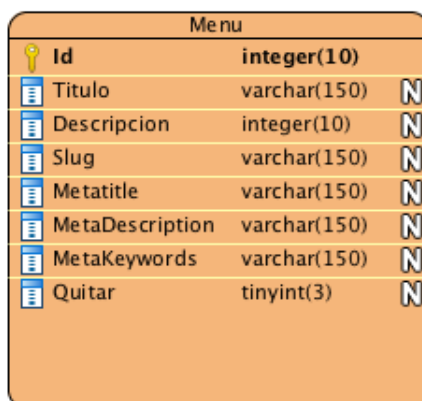 Menu
Id integer(10)
Titulo varchar(150) N
Descripcion integer(10) N
Slug varchar(150) N
Metatitle varchar(150) N
MetaDescription varchar(150) N
MetaKeywords varchar(150) N
Quitar tinyint(3) N